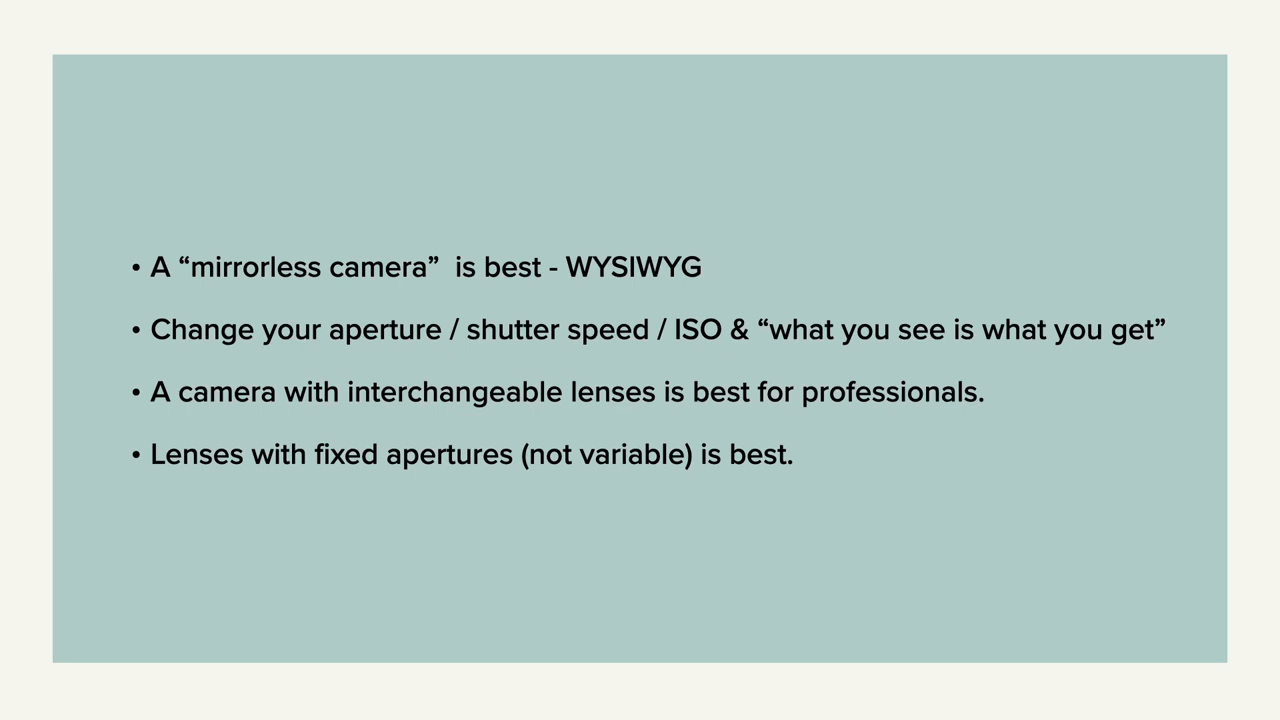 • A “mirrorless camera”  is best - WYSIWYG
• Change your aperture / shutter speed / ISO & “what you see is what you get”
• A camera with interchangeable lenses is best for professionals.
• Lenses with fixed apertures (not variable) is best.